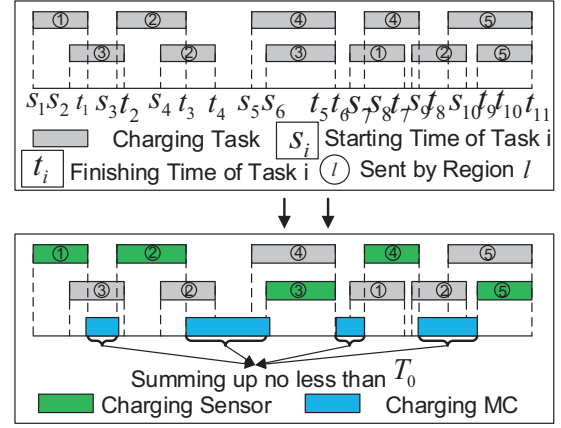 ① ② ④ ④ ⑤
③ ② ③ ① ② ⑤
s₁ s₂ t₁ s₃ t₂ s₄ t₃ t₄ s₅ s₆ t₅ t₆ s₇ s₈ t₇ s₉ t₈ s₁₀ t₉ t₁₀ t₁₁
Charging Task sᵢ Starting Time of Task i
tᵢ Finishing Time of Task i ⓛ Sent by Region l
① ② ④ ④ ⑤
③ ② ③ ① ② ⑤
Summing up no less than T₀
Charging Sensor Charging MC